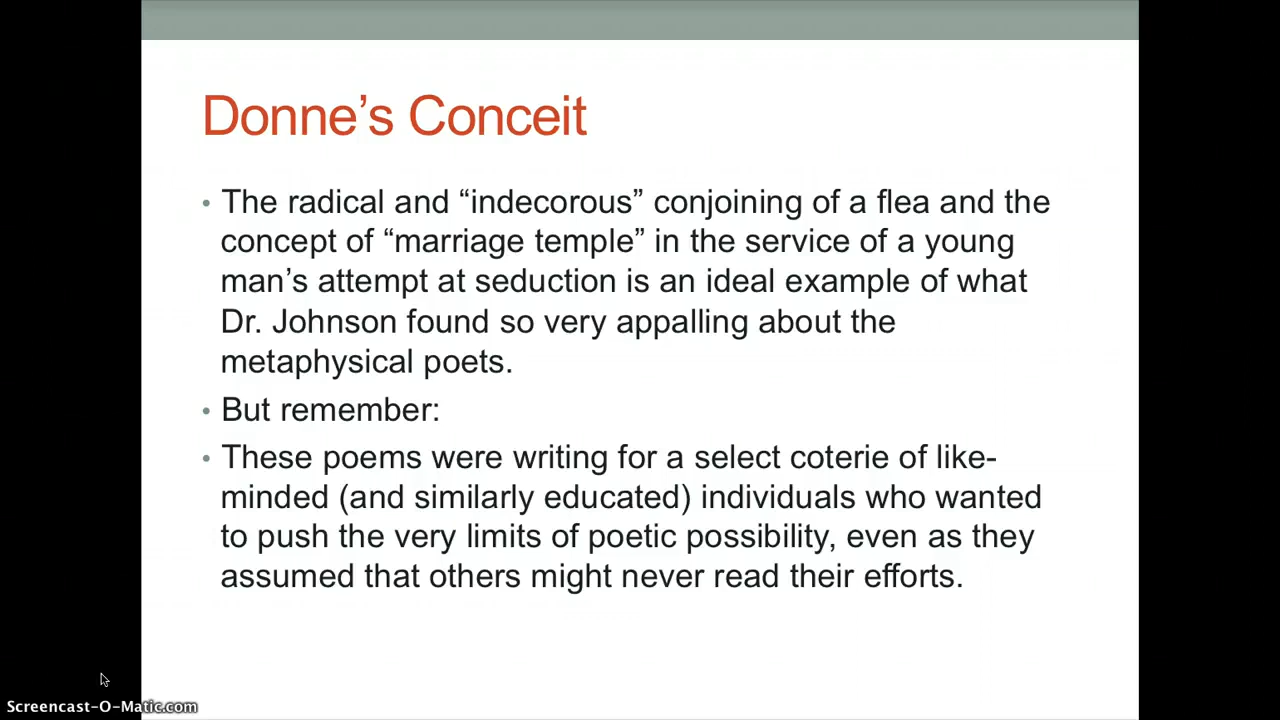 Donne’s Conceit
• The radical and “indecorous” conjoining of a flea and the
concept of “marriage temple” in the service of a young
man’s attempt at seduction is an ideal example of what
Dr. Johnson found so very appalling about the
metaphysical poets.
• But remember:
• These poems were writing for a select coterie of like-
minded (and similarly educated) individuals who wanted
to push the very limits of poetic possibility, even as they
assumed that others might never read their efforts.
Screencast-O-Matic.com